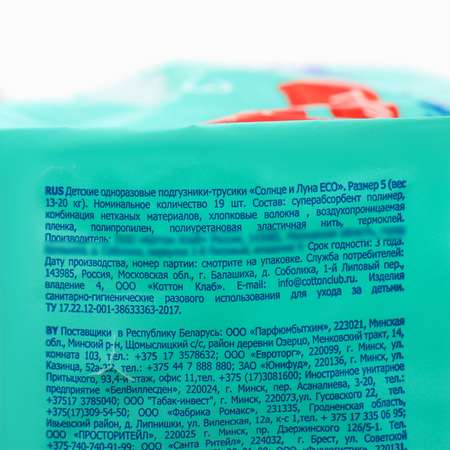 RUS Детские одноразовые подгузники-трусики «Солнце и Луна ECO». Размер 5 (вес
13-20 кг). Номинальное количество 19 шт. Состав: суперабсорбент полимер,
комбинация нетканых материалов, хлопковые волокна , воздухопроницаемая
пленка, полипропилен, полиуретановая эластичная нить, термоклей.
Производитель:
Срок годности: 3 года.
Дату производства, номер партии: смотрите на упаковке. Служба потребителей:
143985, Россия, Московская обл., г. Балашиха, д. Соболиха, 1-й Липовый пер.,
владение 4, ООО «Коттон Клаб». E-mail: info@cottonclub.ru. Изделия
санитарно-гигиенические разового использования для ухода за детьми.
ТУ 17.22.12-001-38633363-2017.
BY Поставщики в Республику Беларусь: ООО «Парфюмбытхим», 223021, Минская
обл., Минский р-н, Щомыслицкий с/с, район деревни Озерцо, Меньковский тракт, 14,
комната 103, тел.: +375 17 3578632; ООО «Евроторг», 220099, г. Минск, ул.
Казинца, 52а-22, тел.: +375 44 7 888 880; ЗАО «Юнифуд», 220136, г. Минск, ул.
Притыцкого, 93,4-й этаж, офис 11,тел. +375 (17)3081600; Иностранное унитарное
предприятие «БелВиллесден», 220024, г. Минск, пер. Асаналиева, 3-20, тел.:
+37517 3785040; ООО "Табак-инвест", г. Минск, 220073,ул. Гусовского 22, тел.
+375(17)309-54-50; ООО «Фабрика Ромакс», 231335, Гродненская область
Ивьевский район, д. Липнишки, ул. Виленская, 12а, к-с 1,тел. + 375 17 335 06 95;
ООО «ПРОСТОРИТЕЙЛ», 220020, г. Минск, пр. Дзержинского 126/5-1. Тел.
+375-740-740-91-99; ООО «Санта Ритейл», 224032, г. Брест, ул. Советской